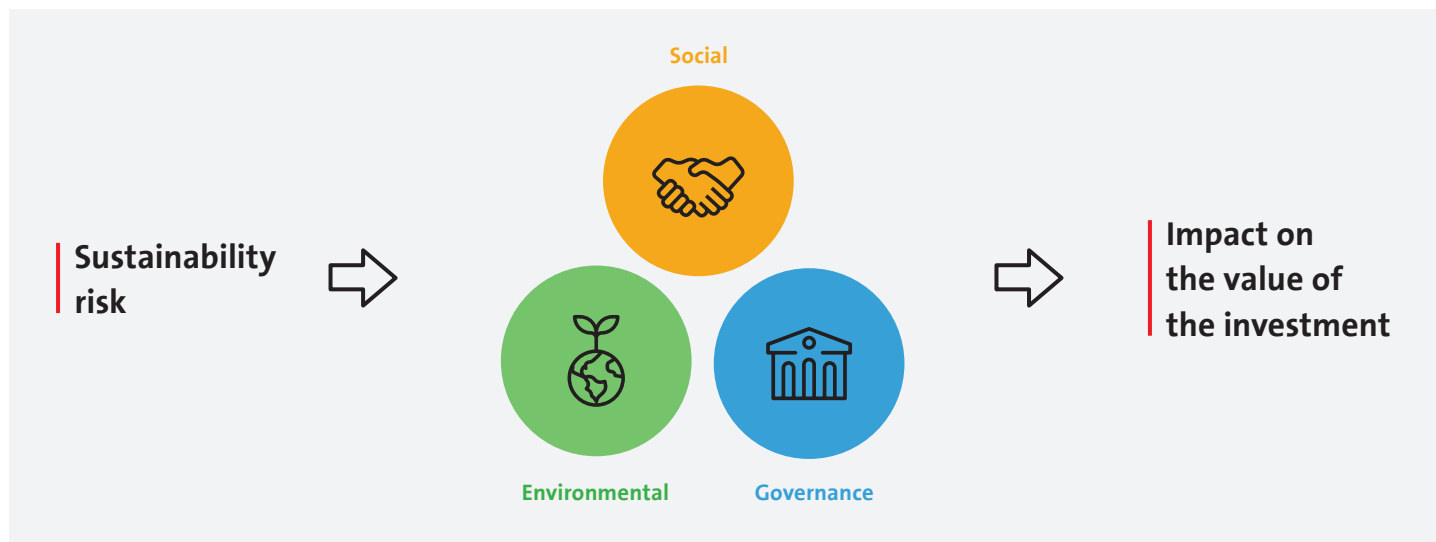 Social
Sustainability
risk
Impact on
the value of
the investment
Environmental
Governance